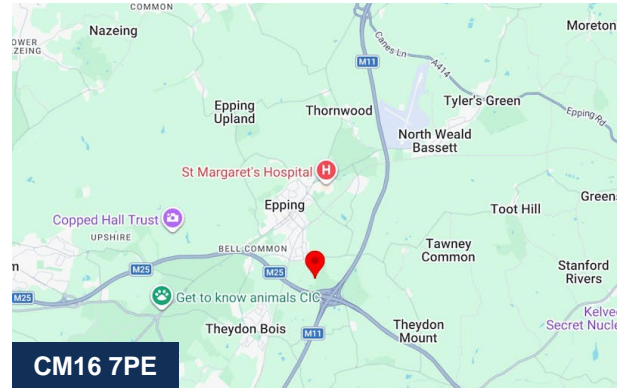 COMMON
Nazeing
OWER
ZEING
Moreton
Canes Ln
M11
A414
Epping
Upland
Thornwood
Tyler's Green
Epping Rd
North Weald
Bassett
St Margaret's Hospital
H
Epping
Copped Hall Trust
UPSHIRE
Toot Hill
Greens
BELL COMMON
Tawney
Common
M25
M25
M25
Stanford
Rivers
Get to know animals CIC
Kelve
Secret Nucle
Theydon Bois
M11
Theydon
Mount
CM16 7PE